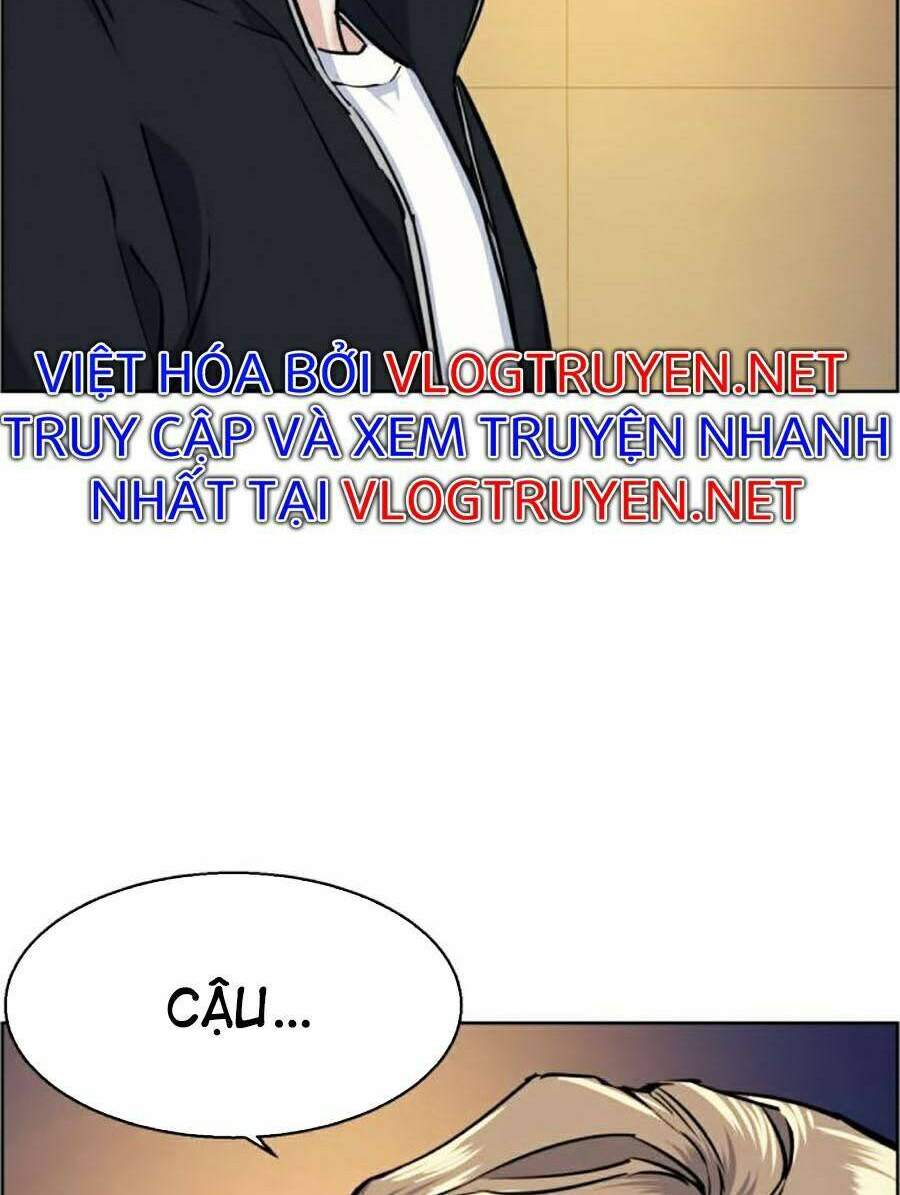 VIỆT HÓA BỞI VLOGTRUYEN.NET
TRUY CẬP VÀ XEM TRUYỆN NHANH
NHẤT TẠI VLOGTRUYEN.NET
CẬU...